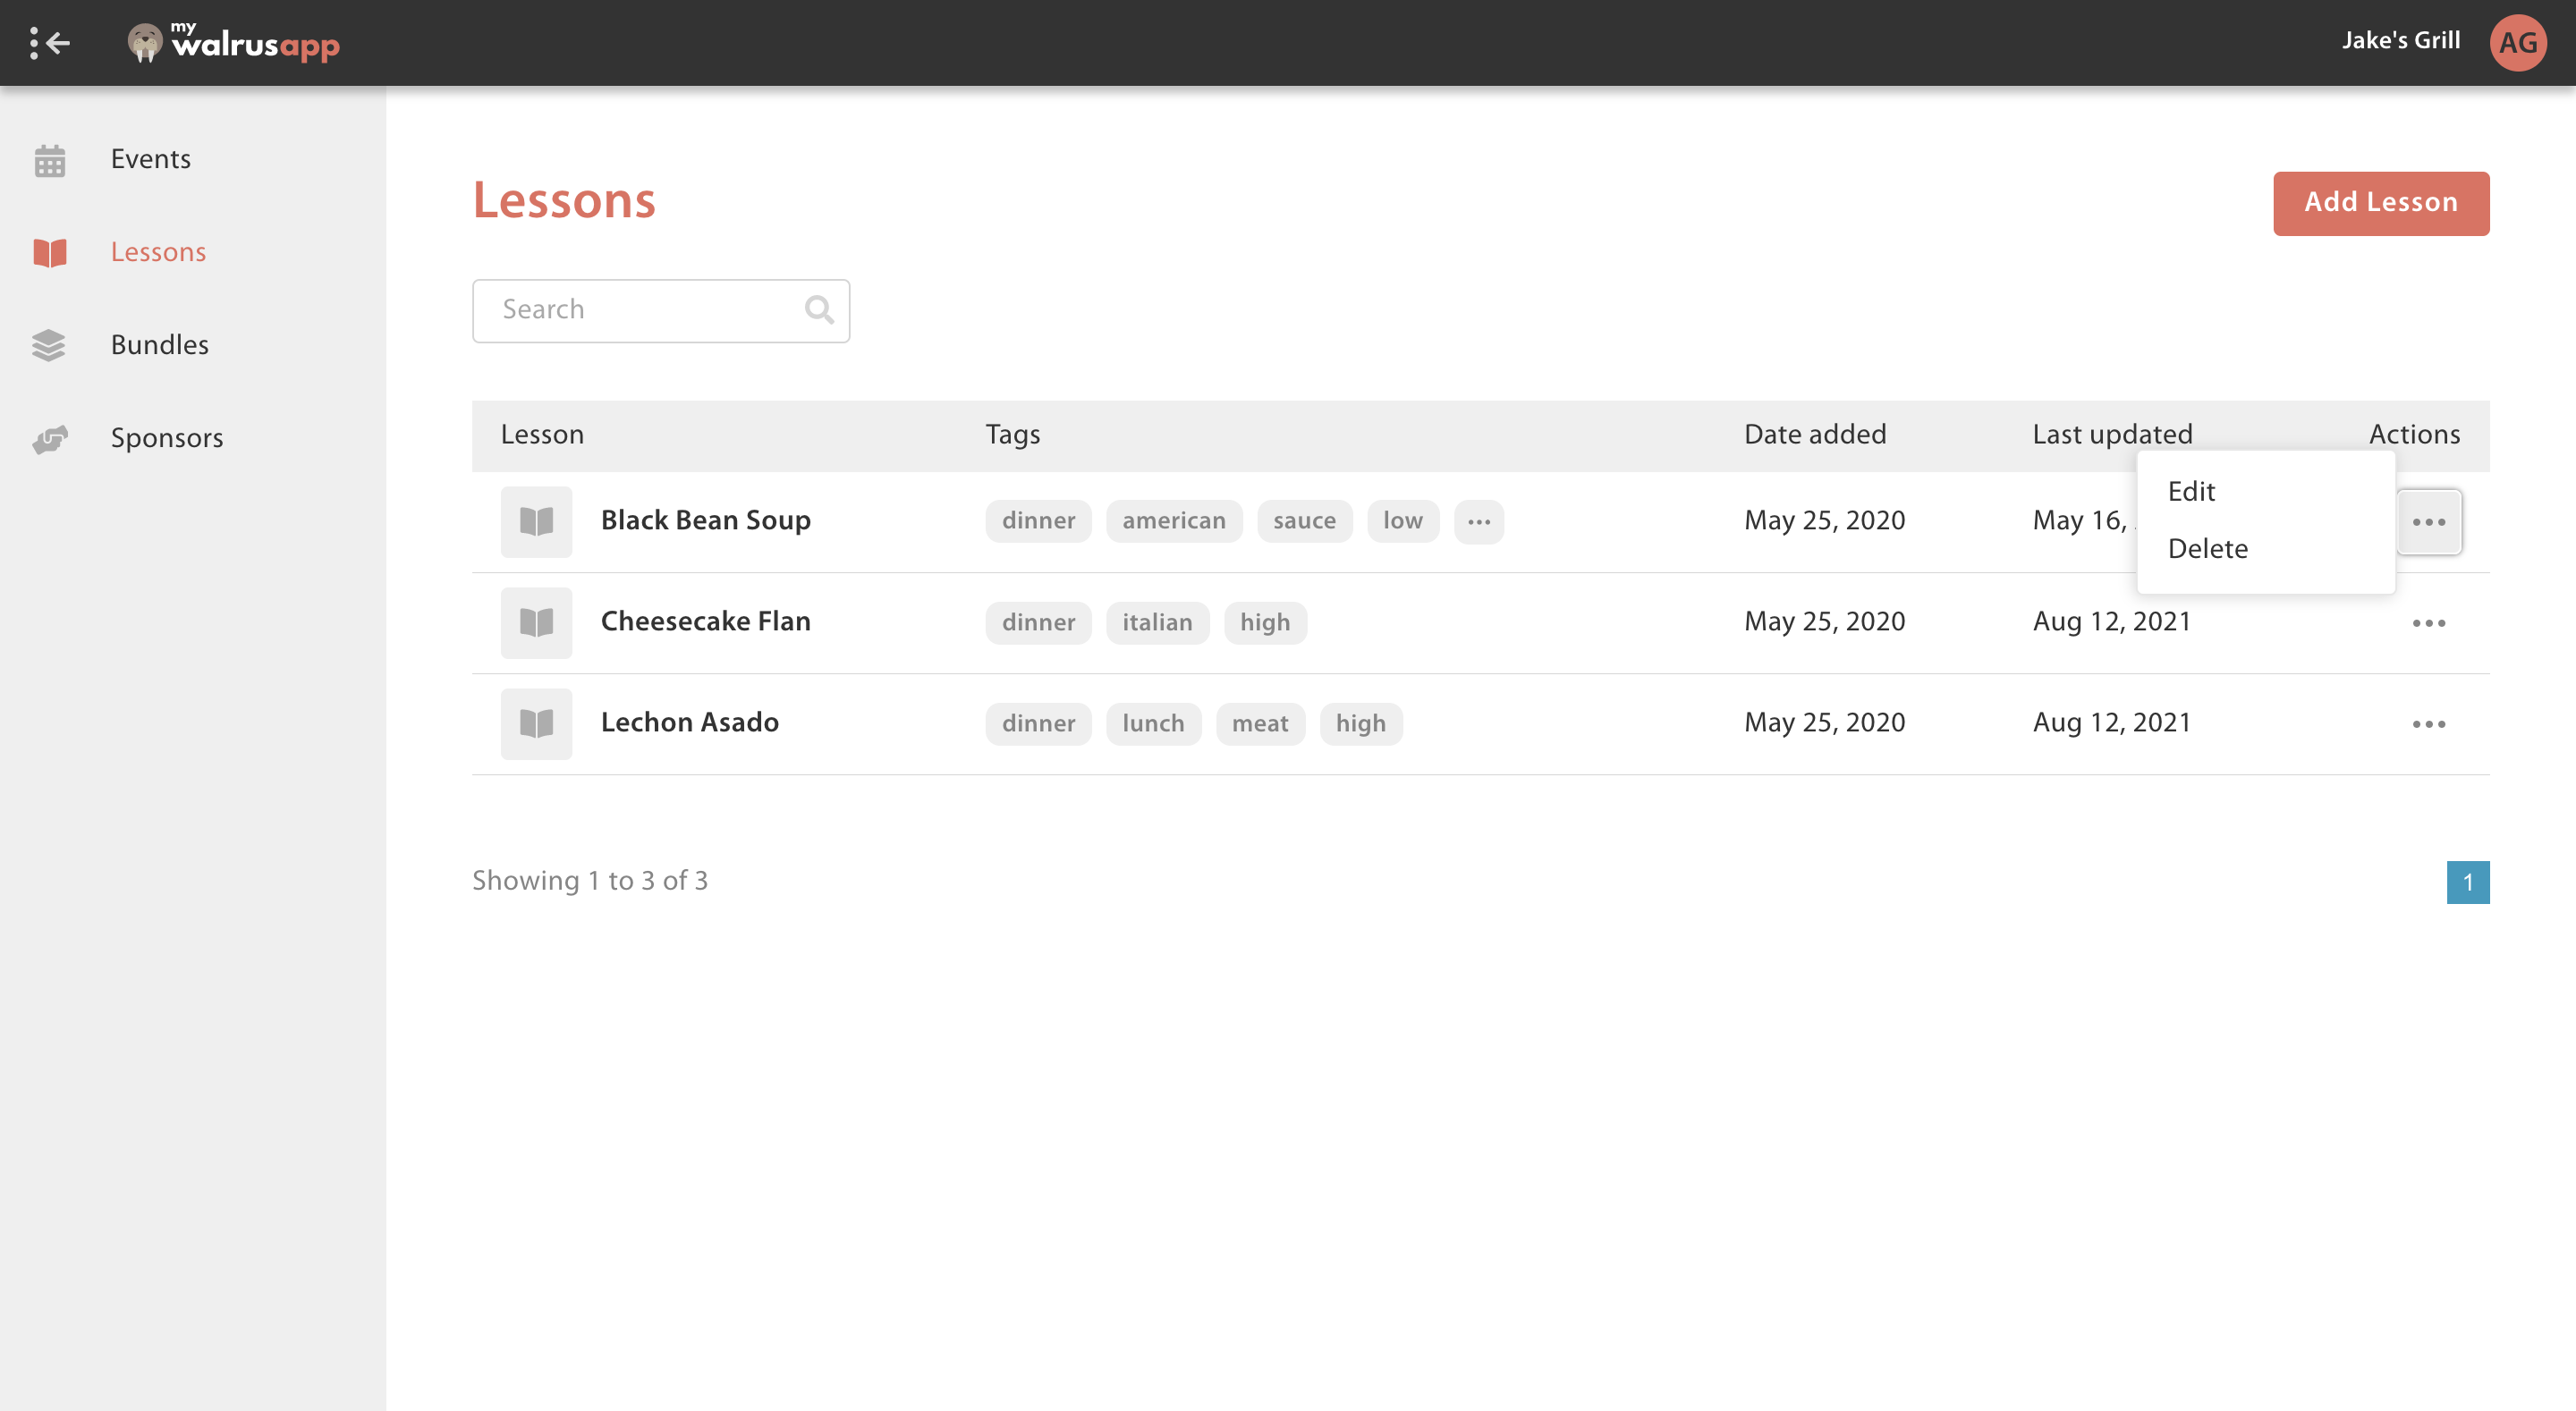 my
walrusapp
Jake's Grill
AG
Events
Lessons
Bundles
Sponsors
Lessons
Add Lesson
Search
Lesson Tags Date added Last updated Actions
Black Bean Soup dinner american sauce low ... May 25, 2020 May 16, ...
Edit
Delete
Cheesecake Flan dinner italian high May 25, 2020 Aug 12, 2021 ...
Lechon Asado dinner lunch meat high May 25, 2020 Aug 12, 2021 ...
Showing 1 to 3 of 3
1